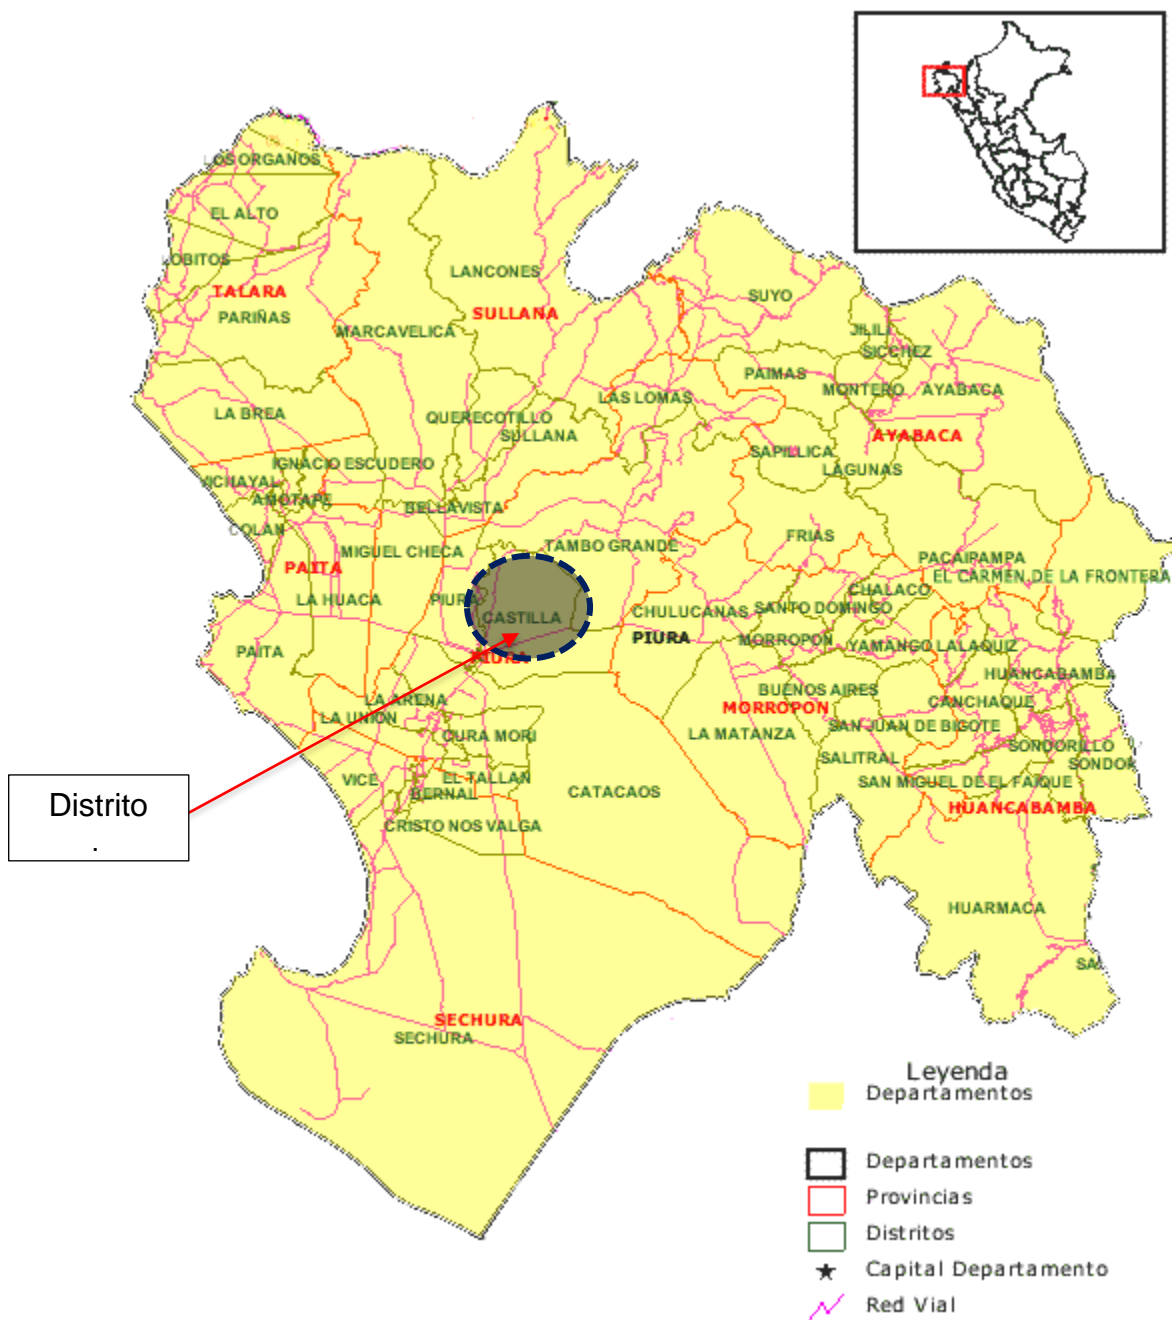 LOS ORGANOS
EL ALTO
LOBITOS
LANCONES
TALARA
SUYO
PARIÑAS
SULLANA
MARCAVELICA
JILILI
SICCHEZ
PAIMAS
MONTERO
AYABACA
LAS LOMAS
LA BREA
QUERECOTILLO
SULLANA
AYABACA
SAPILLICA
LAGUNAS
IGNACIO ESCUDERO
VICHAYAL
AMOTAPE
BELLAVISTA
COLAN
FRIAS
MIGUEL CHECA
TAMBO GRANDE
PACAIPAMPA
PAITA
EL CARMEN DE LA FRONTERA
CHALACO
LA HUACA
PIURA
CASTILLA
CHULUCANAS
SANTO DOMINGO
PIURA
MORROPON
YAMANGO
LALAQUIZ
PAITA
PIURA
HUANCABAMBA
BUENOS AIRES
LA ARENA
CANCHAQUE
MORROPON
LA UNION
SAN JUAN DE BIGOTE
CURA MORI
LA MATANZA
SONDORILLO
SALITRAL
SONDOR
VICE
EL TALLAN
SAN MIGUEL DE EL FAIQUE
BERNAL
CATACAOS
Distrito
.
HUANCABAMBA
CRISTO NOS VALGA
HUARMACA
SA
SECHURA
SECHURA
Leyenda
Departamentos
Departamentos
Provincias
Distritos
Capital Departamento
Red Vial